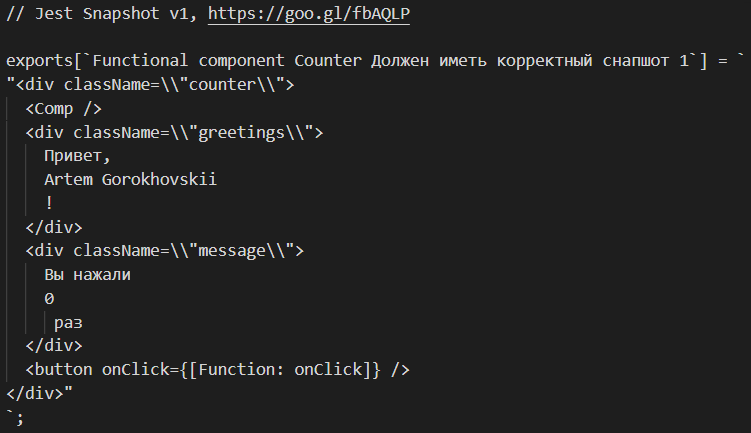 // Jest Snapshot v1, https://goo.gl/fbAQLP
exports[`Functional component Counter Должен иметь корректный снапшот 1`] = `
"<div className=\\"counter\\">
<Comp />
<div className=\\"greetings\\">
Привет,
Artem Gorokhovskii
!
</div>
<div className=\\"message\\">
Вы нажали
0
раз
</div>
<button onClick={[Function: onClick]} />
</div>"
`;